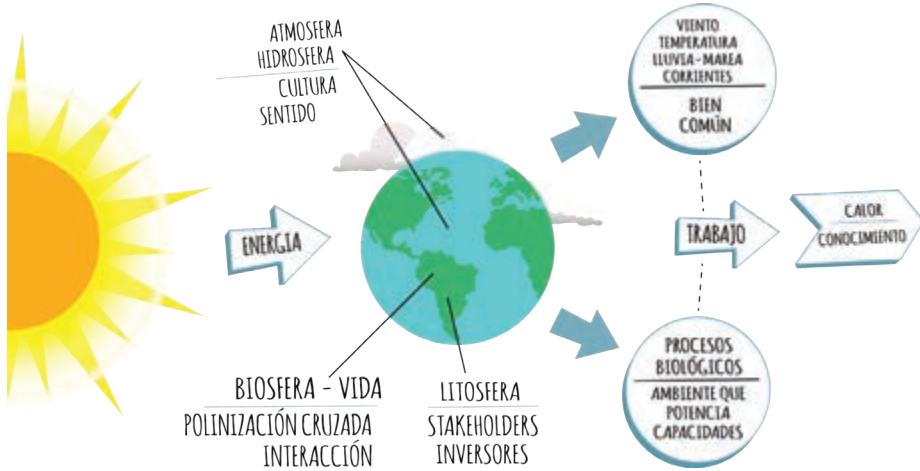 ATMOSFERA
HIDROSFERA
CULTURA
SENTIDO
ENERGIA
BIOSFERA - VIDA
POLINIZACIÓN CRUZADA
INTERACCIÓN
LITOSFERA
STAKEHOLDERS
INVERSORES
VIENTO
TEMPERATURA
LLUVIA-MAREA
CORRIENTES
BIEN
COMÚN
TRABAJO
CALOR
CONOCIMIENTO
PROCESOS
BIOLÓGICOS
AMBIENTE QUE
POTENCIA
CAPACIDADES